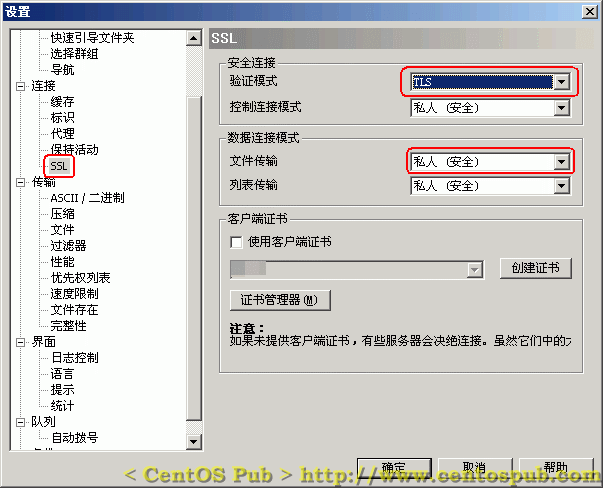 设置
快速引导文件夹
选择群组
导航
连接
缓存
标识
代理
保持活动
SSL
传输
ASCII / 二进制
压缩
文件
过滤器
性能
优先权列表
速度限制
文件存在
完整性
界面
日志控制
语言
提示
统计
队列
自动拨号
SSL
安全连接
验证模式 TLS
控制连接模式 私人 (安全)
数据连接模式
文件传输 私人 (安全)
列表传输 私人 (安全)
客户端证书
使用客户端证书
创建证书
证书管理器(M)
注意：
如果未提供客户端证书，有些服务器会决绝连接。虽然它们中的大
确定 取消 帮助
< CentOS Pub > http://www.centospub.com